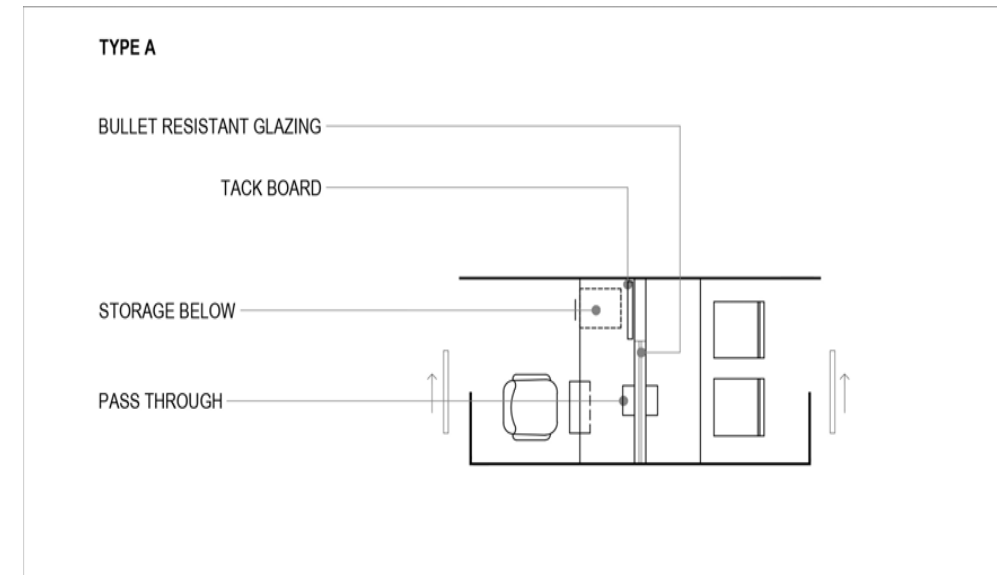 TYPE A
BULLET RESISTANT GLAZING
TACK BOARD
STORAGE BELOW
PASS THROUGH